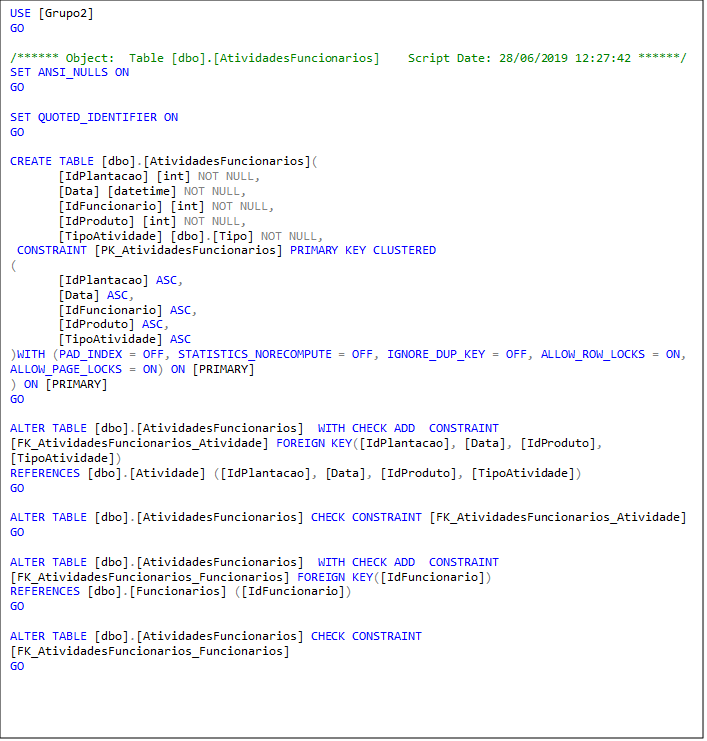 USE [Grupo2]
GO
/****** Object:  Table [dbo].[AtividadesFuncionarios]    Script Date: 28/06/2019 12:27:42 ******/
SET ANSI_NULLS ON
GO
SET QUOTED_IDENTIFIER ON
GO
CREATE TABLE [dbo].[AtividadesFuncionarios](
[IdPlantacao] [int] NOT NULL,
[Data] [datetime] NOT NULL,
[IdFuncionario] [int] NOT NULL,
[IdProduto] [int] NOT NULL,
[TipoAtividade] [dbo].[Tipo] NOT NULL,
CONSTRAINT [PK_AtividadesFuncionarios] PRIMARY KEY CLUSTERED
(
[IdPlantacao] ASC,
[Data] ASC,
[IdFuncionario] ASC,
[IdProduto] ASC,
[TipoAtividade] ASC
)WITH (PAD_INDEX = OFF, STATISTICS_NORECOMPUTE = OFF, IGNORE_DUP_KEY = OFF, ALLOW_ROW_LOCKS = ON,
ALLOW_PAGE_LOCKS = ON) ON [PRIMARY]
) ON [PRIMARY]
GO
ALTER TABLE [dbo].[AtividadesFuncionarios]  WITH CHECK ADD  CONSTRAINT
[FK_AtividadesFuncionarios_Atividade] FOREIGN KEY([IdPlantacao], [Data], [IdProduto],
[TipoAtividade])
REFERENCES [dbo].[Atividade] ([IdPlantacao], [Data], [IdProduto], [TipoAtividade])
GO
ALTER TABLE [dbo].[AtividadesFuncionarios] CHECK CONSTRAINT [FK_AtividadesFuncionarios_Atividade]
GO
ALTER TABLE [dbo].[AtividadesFuncionarios]  WITH CHECK ADD  CONSTRAINT
[FK_AtividadesFuncionarios_Funcionarios] FOREIGN KEY([IdFuncionario])
REFERENCES [dbo].[Funcionarios] ([IdFuncionario])
GO
ALTER TABLE [dbo].[AtividadesFuncionarios] CHECK CONSTRAINT
[FK_AtividadesFuncionarios_Funcionarios]
GO